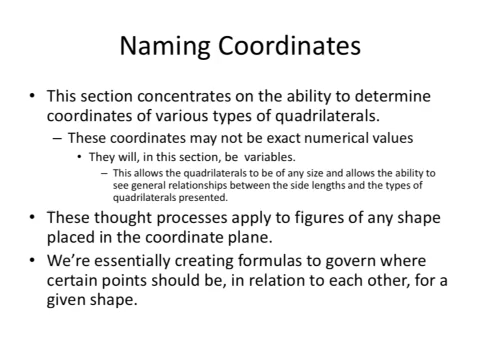 Naming Coordinates
• This section concentrates on the ability to determine
coordinates of various types of quadrilaterals.
– These coordinates may not be exact numerical values
• They will, in this section, be variables.
– This allows the quadrilaterals to be of any size and allows the ability to
see general relationships between the side lengths and the types of
quadrilaterals presented.
• These thought processes apply to figures of any shape
placed in the coordinate plane.
• We’re essentially creating formulas to govern where
certain points should be, in relation to each other, for a
given shape.